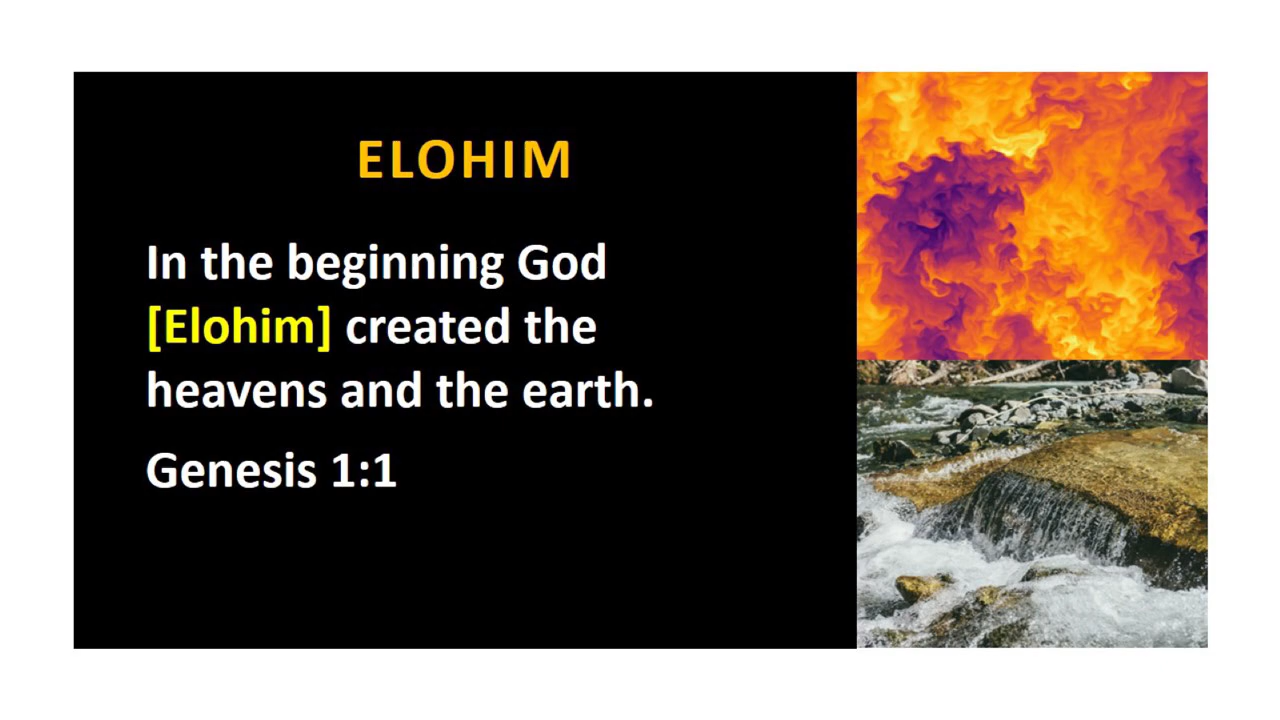 ELOHIM
In the beginning God
[Elohim] created the
heavens and the earth.
Genesis 1:1